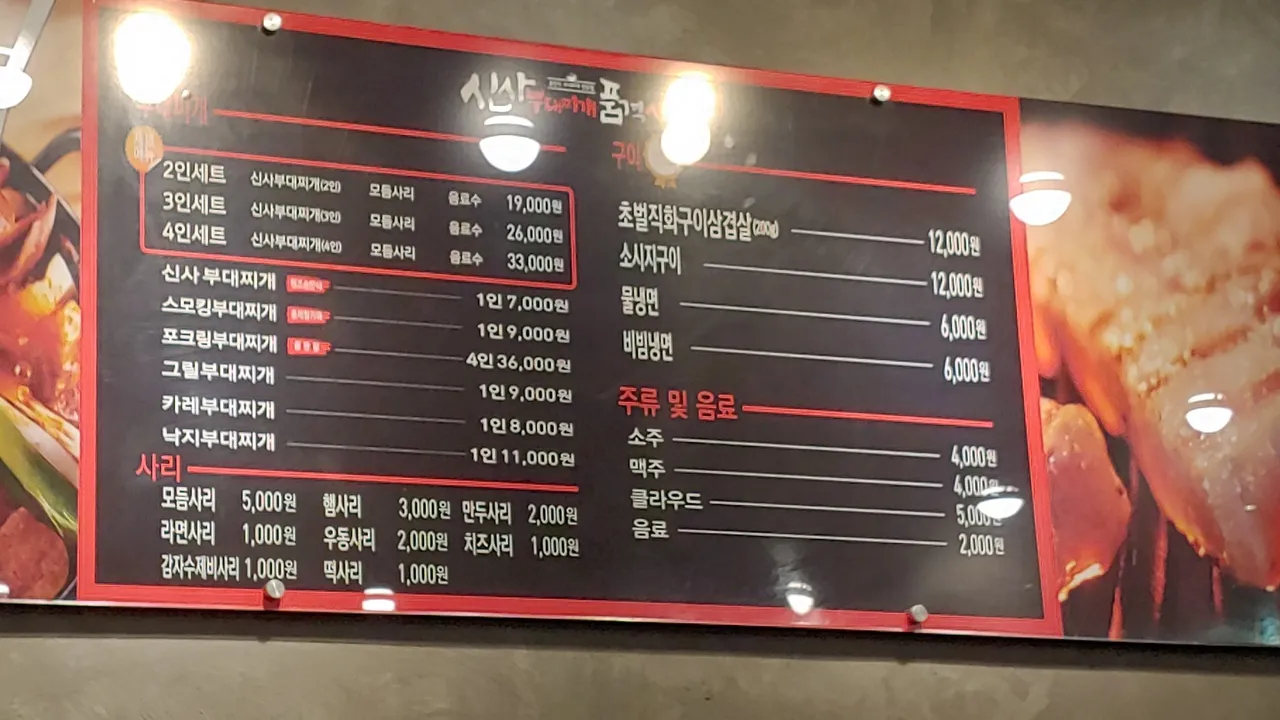 신사부대찌개 품격
부대찌개
2인세트 신사부대찌개(2인) 모듬사리 음료수 19,000원
3인세트 신사부대찌개(3인) 모듬사리 음료수 26,000원
4인세트 신사부대찌개(4인) 모듬사리 음료수 33,000원
신사부대찌개 1인 7,000원
스모킹부대찌개 1인 9,000원
포크링부대찌개 4인 36,000원
그릴부대찌개 1인 9,000원
카레부대찌개 1인 8,000원
낙지부대찌개 1인 11,000원
사리
모듬사리 5,000원 햄사리 3,000원 만두사리 2,000원
라면사리 1,000원 우동사리 2,000원 치즈사리 1,000원
감자수제비사리 1,000원 떡사리 1,000원
구이
초벌직화구이삼겹살(200g) 12,000원
소시지구이 12,000원
물냉면 6,000원
비빔냉면 6,000원
주류 및 음료
소주 4,000원
맥주 4,000원
클라우드 5,000원
음료 2,000원